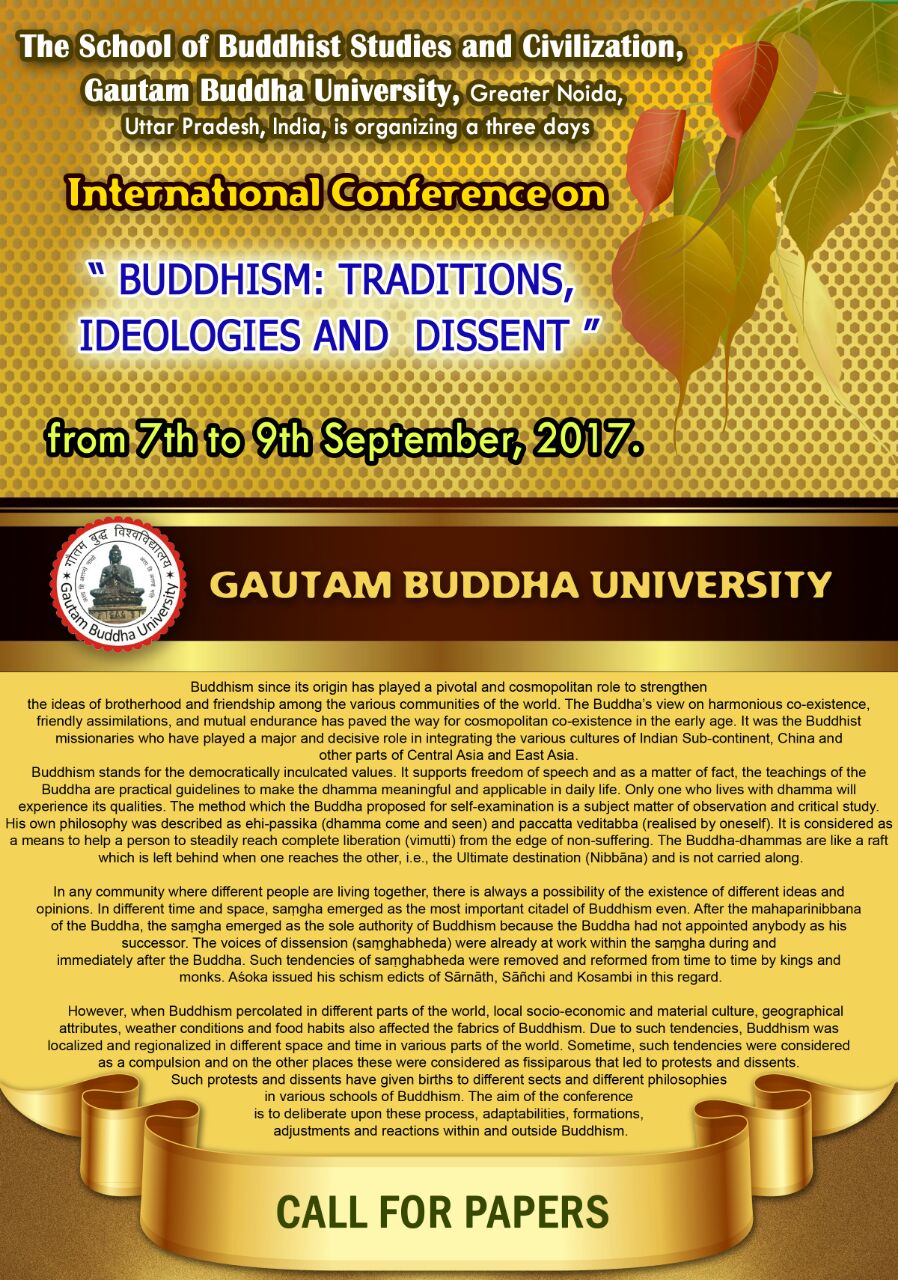 The School of Buddhist Studies and Civilization,
Gautam Buddha University, Greater Noida,
Uttar Pradesh, India, is organizing a three days
International Conference on
“ BUDDHISM: TRADITIONS,
IDEOLOGIES AND DISSENT ”
from 7th to 9th September, 2017.
गौतम बुद्ध विश्वविद्यालय
Gautam Buddha University
GAUTAM BUDDHA UNIVERSITY
Buddhism since its origin has played a pivotal and cosmopolitan role to strengthen
the ideas of brotherhood and friendship among the various communities of the world. The Buddha's view on harmonious co-existence,
friendly assimilations, and mutual endurance has paved the way for cosmopolitan co-existence in the early age. It was the Buddhist
missionaries who have played a major and decisive role in integrating the various cultures of Indian Sub-continent, China and
other parts of Central Asia and East Asia.
Buddhism stands for the democratically inculcated values. It supports freedom of speech and as a matter of fact, the teachings of the
Buddha are practical guidelines to make the dhamma meaningful and applicable in daily life. Only one who lives with dhamma will
experience its qualities. The method which the Buddha proposed for self-examination is a subject matter of observation and critical study.
His own philosophy was described as ehi-passika (dhamma come and seen) and paccatta veditabba (realised by oneself). It is considered as
a means to help a person to steadily reach complete liberation (vimutti) from the edge of non-suffering. The Buddha-dhammas are like a raft
which is left behind when one reaches the other, i.e., the Ultimate destination (Nibbāna) and is not carried along.
In any community where different people are living together, there is always a possibility of the existence of different ideas and
opinions. In different time and space, saṃgha emerged as the most important citadel of Buddhism even. After the mahaparinibbana
of the Buddha, the saṃgha emerged as the sole authority of Buddhism because the Buddha had not appointed anybody as his
successor. The voices of dissension (saṃghabheda) were already at work within the saṃgha during and
immediately after the Buddha. Such tendencies of saṃghabheda were removed and reformed from time to time by kings and
monks. Aśoka issued his schism edicts of Sārnāth, Sāñchi and Kosambi in this regard.
However, when Buddhism percolated in different parts of the world, local socio-economic and material culture, geographical
attributes, weather conditions and food habits also affected the fabrics of Buddhism. Due to such tendencies, Buddhism was
localized and regionalized in different space and time in various parts of the world. Sometime, such tendencies were considered
as a compulsion and on the other places these were considered as fissiparous that led to protests and dissents.
Such protests and dissents have given births to different sects and different philosophies
in various schools of Buddhism. The aim of the conference
is to deliberate upon these process, adaptabilities, formations,
adjustments and reactions within and outside Buddhism.
CALL FOR PAPERS